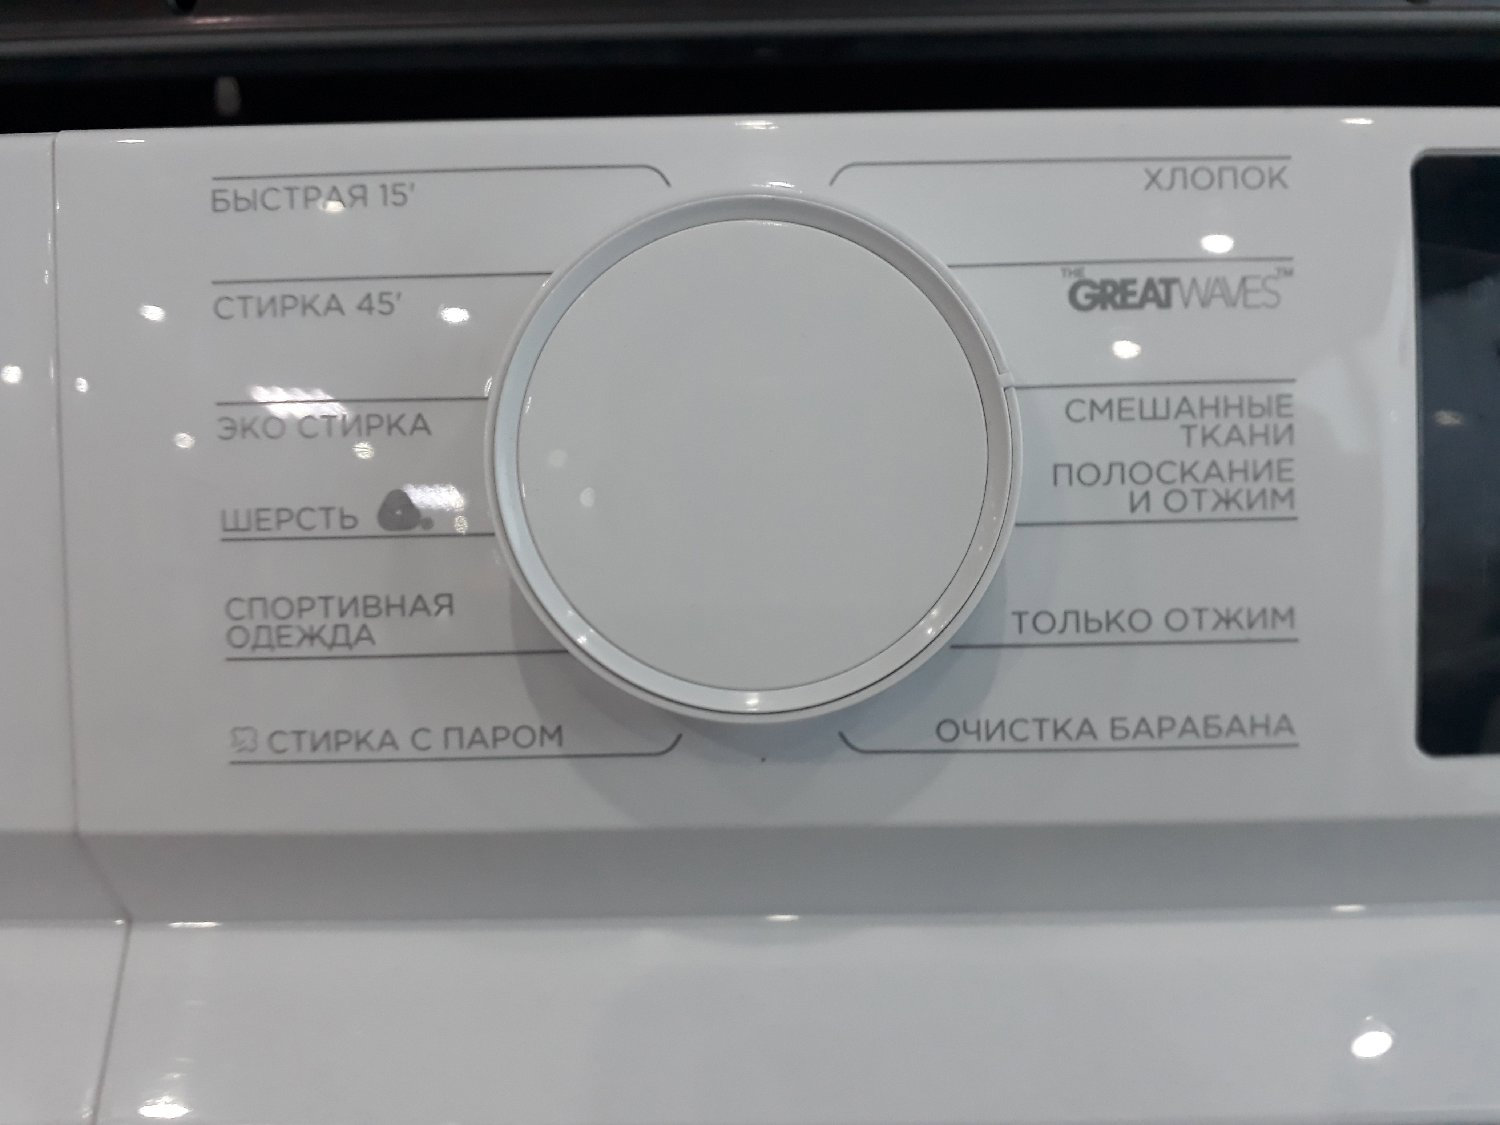 БЫСТРАЯ 15'
СТИРКА 45'
ЭКО СТИРКА
ШЕРСТЬ
СПОРТИВНАЯ
ОДЕЖДА
СТИРКА С ПАРОМ
ХЛОПОК
THE GREATWAVES™
СМЕШАННЫЕ
ТКАНИ
ПОЛОСКАНИЕ
И ОТЖИМ
ТОЛЬКО ОТЖИМ
ОЧИСТКА БАРАБАНА